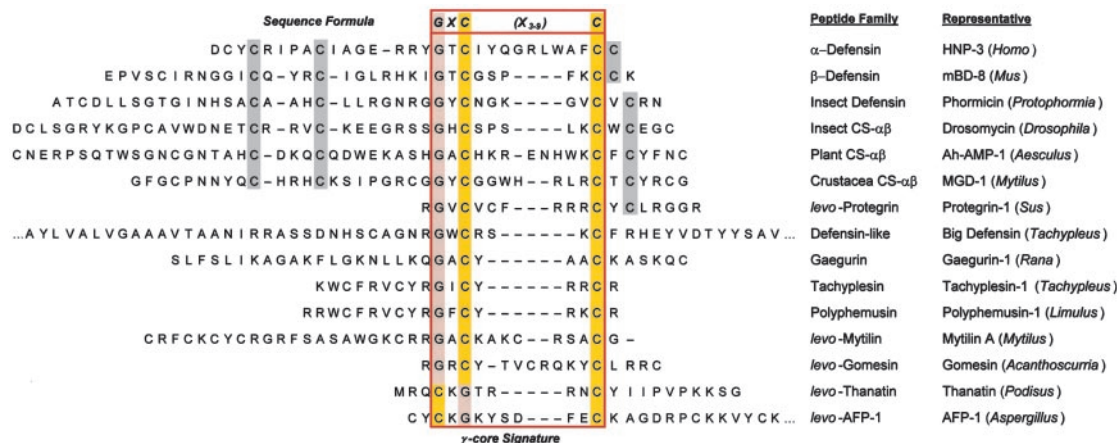 Sequence Formula G X C (X3-9) C Peptide Family Representative
D C Y C R I P A C I A G E – R R Y G T C I Y Q G R L W A F C C α–Defensin HNP-3 (Homo)
E P V S C I R N G G I C – Q Y R C – I G L R H K I G T C G S P – – – – F K C C K β–Defensin mBD-8 (Mus)
A T C D L L S G T G I N H S A C A – A H C – L L R G N R G G Y C N G K – – – – G V C V C R N Insect Defensin Phormicin (Protophormia)
D C L S G R Y K G P C A V W D N E T C R – R V C – K E E G R S S G H C S P S – – – – L K C W C E G C Insect CS-αβ Drosomycin (Drosophila)
C N E R P S Q T W S G N C G N T A H C – D K Q C Q D W E K A S H G A C H K R – E N H W K C F C Y F N C Plant CS-αβ Ah-AMP-1 (Aesculus)
G F G C P N N Y Q C – H R H C K S I P G R C G G Y C G G W H – – R L R C T C Y R C G Crustacea CS-αβ MGD-1 (Mytilus)
R G V C V C F – – – – R R R C Y C L R G G R levo-Protegrin Protegrin-1 (Sus)
...A Y L V A L V G A A A V T A A N I R R A S S D N H S C A G N R G W C R S – – – – – – K C F R H E Y V D T Y Y S A V... Defensin-like Big Defensin (Tachypleus)
S L F S L I K A G A K F L G K N L L K Q G A C Y – – – – – A A C K A S K Q C Gaegurin Gaegurin-1 (Rana)
K W C F R V C Y R G I C Y – – – – – – R R C R Tachyplesin Tachyplesin-1 (Tachypleus)
R R W C F R V C Y R G F C Y – – – – – R K C R Polyphemusin Polyphemusin-1 (Limulus)
C R F C K C Y C R G R F S A S A W G K C R R G A C K A K C – – R S A C G – levo-Mytilin Mytilin A (Mytilus)
R G R C Y – T V C R Q K Y C L R R C levo-Gomesin Gomesin (Acanthoscurria)
M R Q C K G T R – – – – – – R N C Y I I P V P K K S G levo-Thanatin Thanatin (Podisus)
C Y C K G K Y S D – – – – F E C K A G D R P C K K V Y C K... levo-AFP-1 AFP-1 (Aspergillus)
γ-core Signature